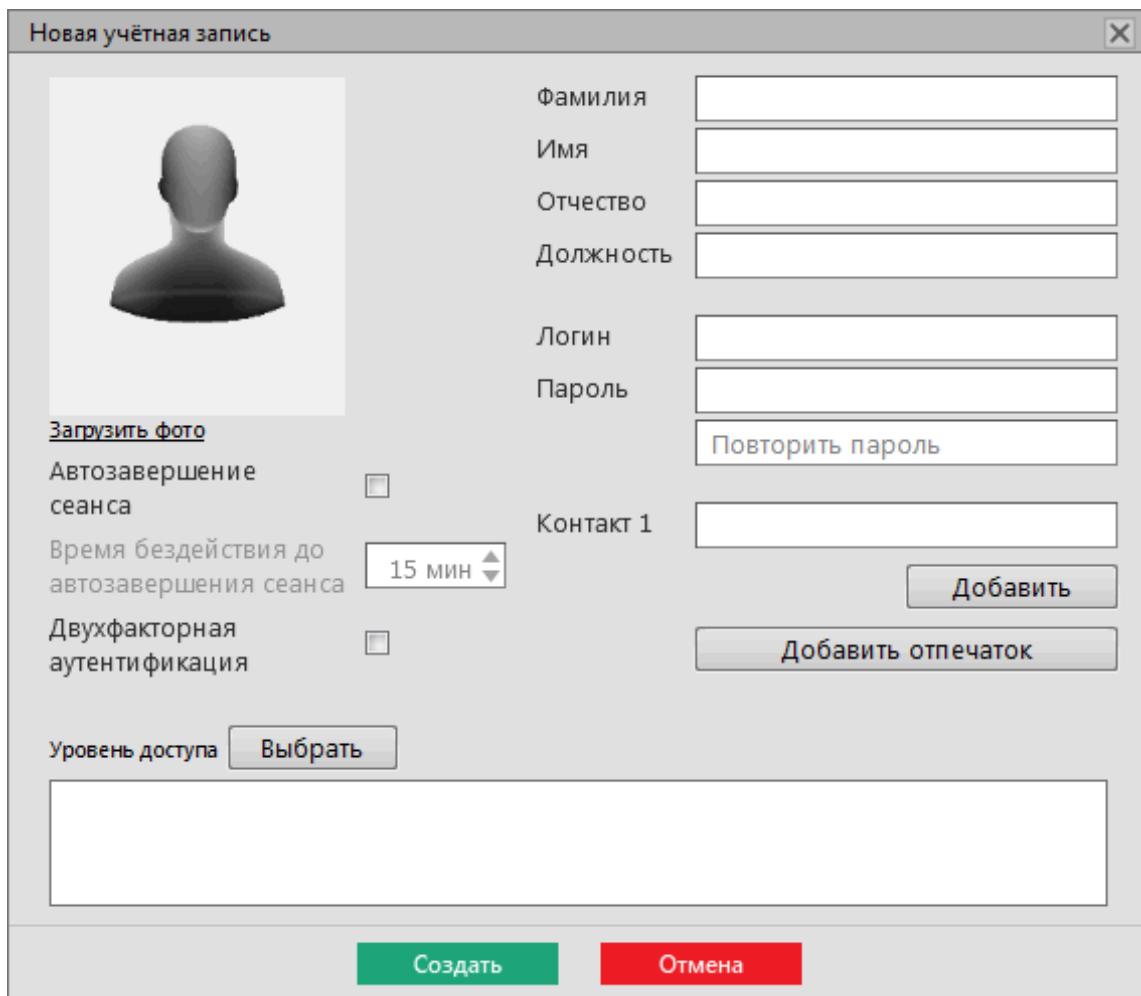 Новая учётная запись
Фамилия
Имя
Отчество
Должность
Логин
Пароль
Повторить пароль
Контакт 1
Добавить
Добавить отпечаток
Загрузить фото
Автозавершение
сеанса
Время бездействия до
автозавершения сеанса
15 мин
Двухфакторная
аутентификация
Уровень доступа
Выбрать
Создать
Отмена